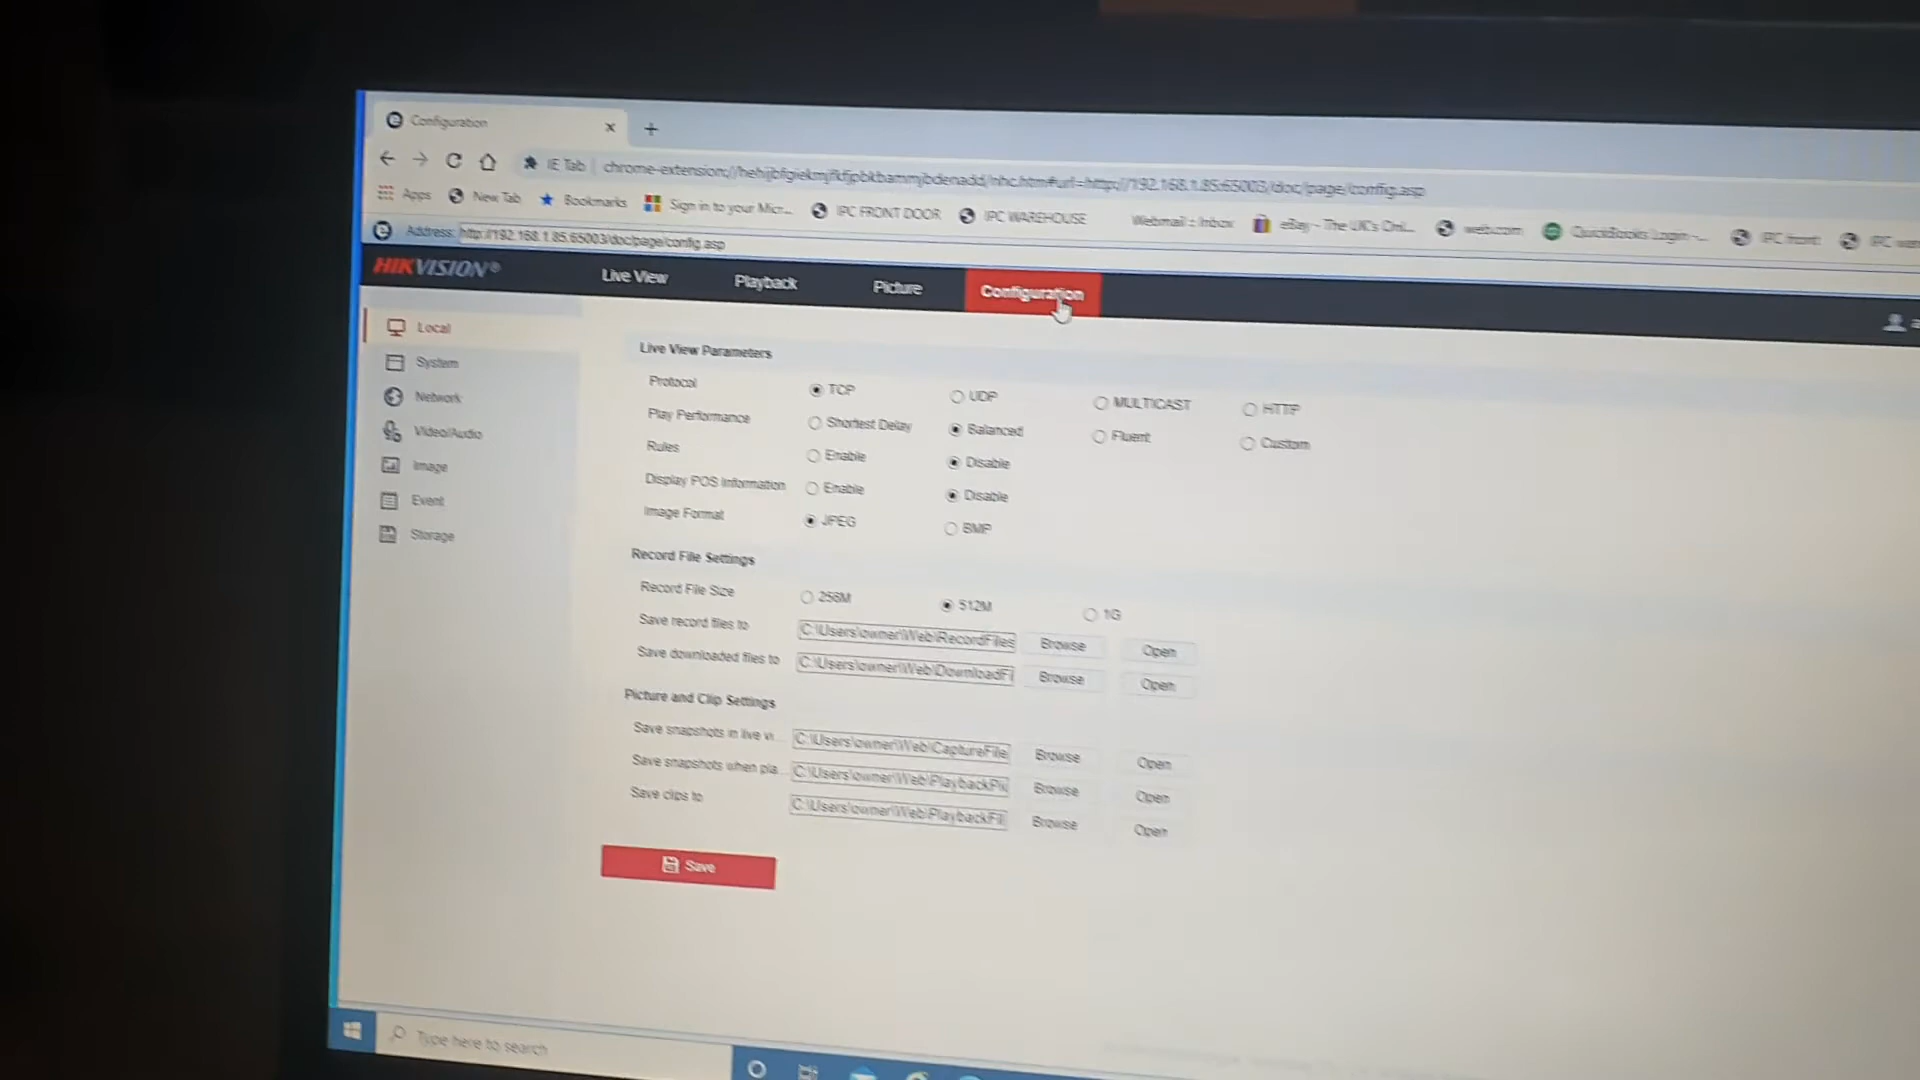 Configuration
IE Tab chrome-extension://hehijbfgiekmjfkfjpbkbammjbdenadd/nhc.htm#url=http://192.168.1.85:65003/doc/page/config.asp
Apps New Tab Bookmarks Sign in to your Micr... IPC FRONT DOOR IPC WAREHOUSE Webmail :: Inbox eBay - The UK's Onl... web.com QuickBooks Login -... IPC front IPC
Address: http://192.168.1.85:65003/doc/page/config.asp
HIKVISION® Live View Playback Picture Configuration
Local
System
Network
Video/Audio
Image
Event
Storage
Live View Parameters
Protocol TCP UDP MULTICAST HTTP
Play Performance Shortest Delay Balanced Fluent Custom
Rules Enable Disable
Display POS Information Enable Disable
Image Format JPEG BMP
Record File Settings
Record File Size 256M 512M 1G
Save record files to C:\Users\owner\Web\RecordFiles Browse Open
Save downloaded files to C:\Users\owner\Web\DownloadFi Browse Open
Picture and Clip Settings
Save snapshots in live vi... C:\Users\owner\Web\CaptureFile Browse Open
Save snapshots when pla... C:\Users\owner\Web\PlaybackPic Browse Open
Save clips to C:\Users\owner\Web\PlaybackFil Browse Open
Save
Type here to search